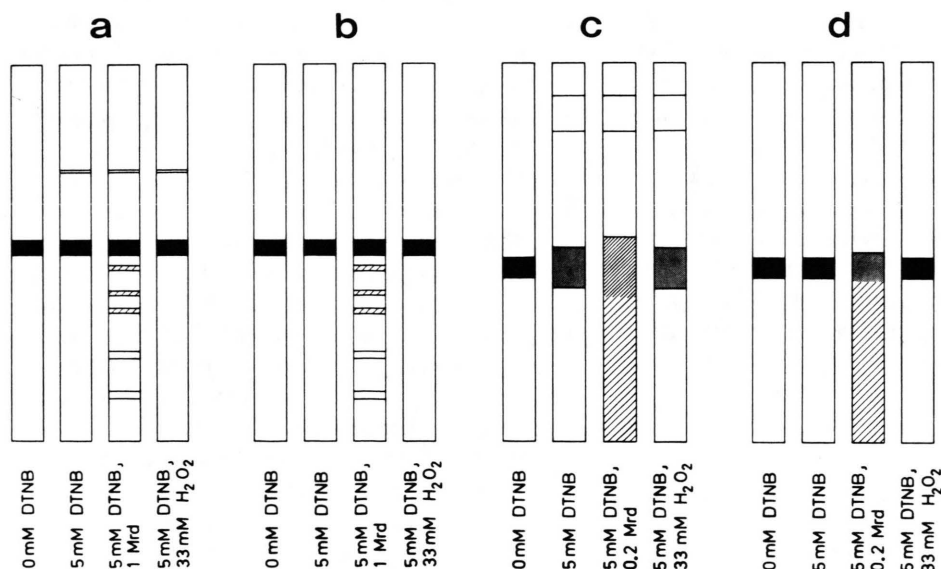 a
b
c
d
0 mM DTNB
5 mM DTNB
5 mM DTNB,
1 Mrd
5 mM DTNB,
33 mM H₂O₂
0 mM DTNB
5 mM DTNB
5 mM DTNB,
1 Mrd
5 mM DTNB,
33 mM H₂O₂
0 mM DTNB
5 mM DTNB
5 mM DTNB,
0.2 Mrd
5 mM DTNB,
33 mM H₂O₂
0 mM DTNB
5 mM DTNB
5 mM DTNB,
0.2 Mrd
5 mM DTNB,
33 mM H₂O₂